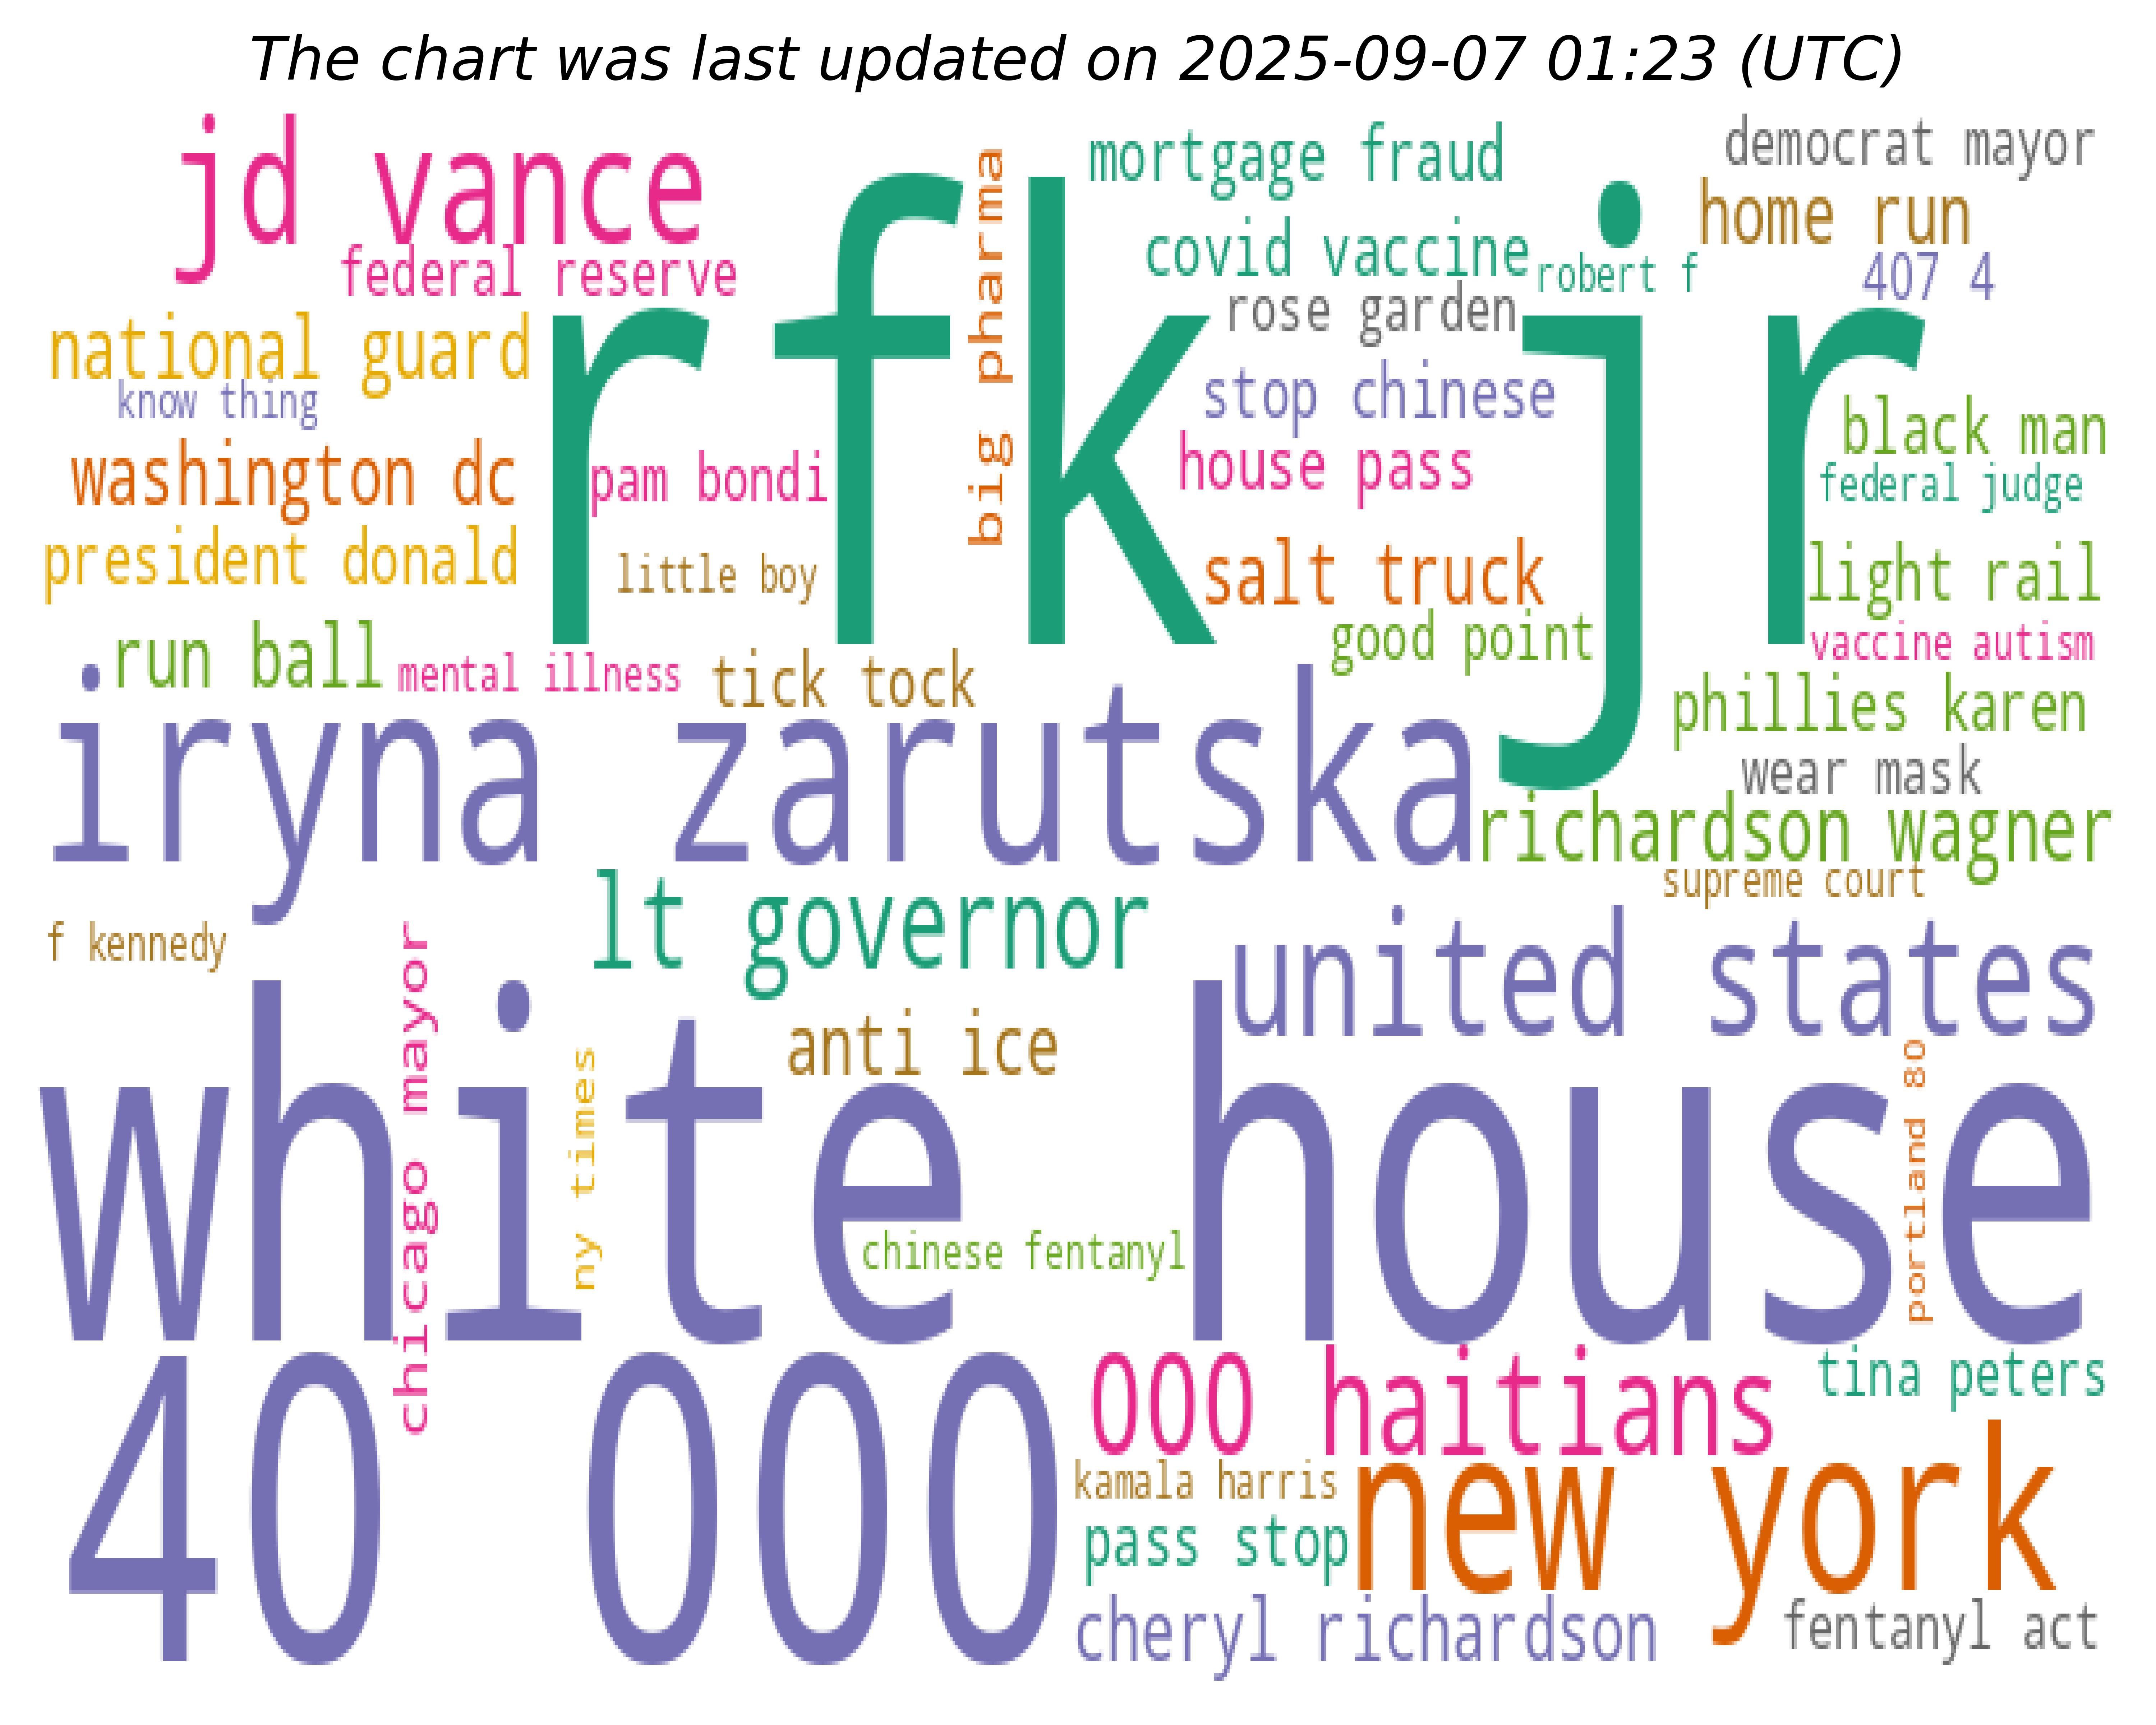 The chart was last updated on 2025-09-07 01:23 (UTC)
jd vance
mortgage fraud
democrat mayor
big pharma
home run
covid vaccine
robert f
407 4
federal reserve
rose garden
rfk jr
national guard
know thing
stop chinese
black man
washington dc
pam bondi
house pass
federal judge
president donald
little boy
salt truck
light rail
good point
vaccine autism
run ball
mental illness
tick tock
phillies karen
iryna zarutska
wear mask
richardson wagner
supreme court
lt governor
f kennedy
united states
chicago mayor
anti ice
ny times
portland 80
white house
chinese fentanyl
40 000
000 haitians
tina peters
kamala harris
new york
pass stop
cheryl richardson
fentanyl act